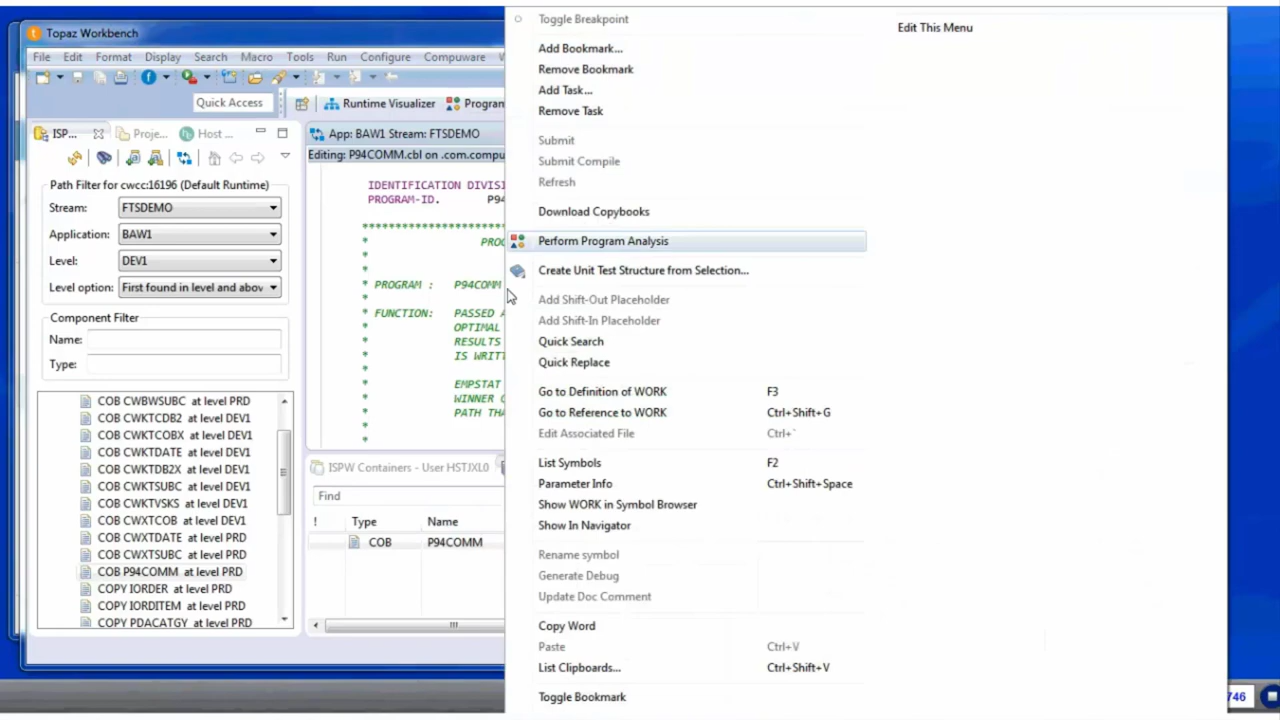 Topaz Workbench
File Edit Format Display Search Macro Tools Run Configure Compuware
Quick Access Runtime Visualizer Program
ISP... Proje... Host ...
Path Filter for cwcc:16196 (Default Runtime)
Stream: FTSDEMO
Application: BAW1
Level: DEV1
Level option: First found in level and abov
Component Filter
Name:
Type:
COB CWBWSUBC at level PRD
COB CWKTCDB2 at level DEV1
COB CWKTCOBX at level DEV1
COB CWKTDATE at level DEV1
COB CWKTDB2X at level DEV1
COB CWKTSUBC at level DEV1
COB CWKTVSKS at level DEV1
COB CWXTCOB at level DEV1
COB CWXTDATE at level PRD
COB CWXTSUBC at level PRD
COB P94COMM at level PRD
COPY IORDER at level PRD
COPY IORDITEM at level PRD
COPY PDACATGY at level PRD
App: BAW1 Stream: FTSDEMO
Editing: P94COMM.cbl on .com.compu
IDENTIFICATION DIVISI
PROGRAM-ID. P94
****************************
* PROG
*
*
* PROGRAM : P94COMM
*
* FUNCTION: PASSED A
* OPTIMAL
* RESULTS
* IS WRITT
*
* EMPSTAT
* WINNER C
* PATH THA
*
*
ISPW Containers - User HSTJXL0
Find
! Type Name
COB P94COMM
Toggle Breakpoint
Add Bookmark...
Remove Bookmark
Add Task...
Remove Task
Submit
Submit Compile
Refresh
Download Copybooks
Perform Program Analysis
Create Unit Test Structure from Selection...
Add Shift-Out Placeholder
Add Shift-In Placeholder
Quick Search
Quick Replace
Go to Definition of WORK F3
Go to Reference to WORK Ctrl+Shift+G
Edit Associated File Ctrl+`
List Symbols F2
Parameter Info Ctrl+Shift+Space
Show WORK in Symbol Browser
Show In Navigator
Rename symbol
Generate Debug
Update Doc Comment
Copy Word
Paste Ctrl+V
List Clipboards... Ctrl+Shift+V
Toggle Bookmark
Edit This Menu
746